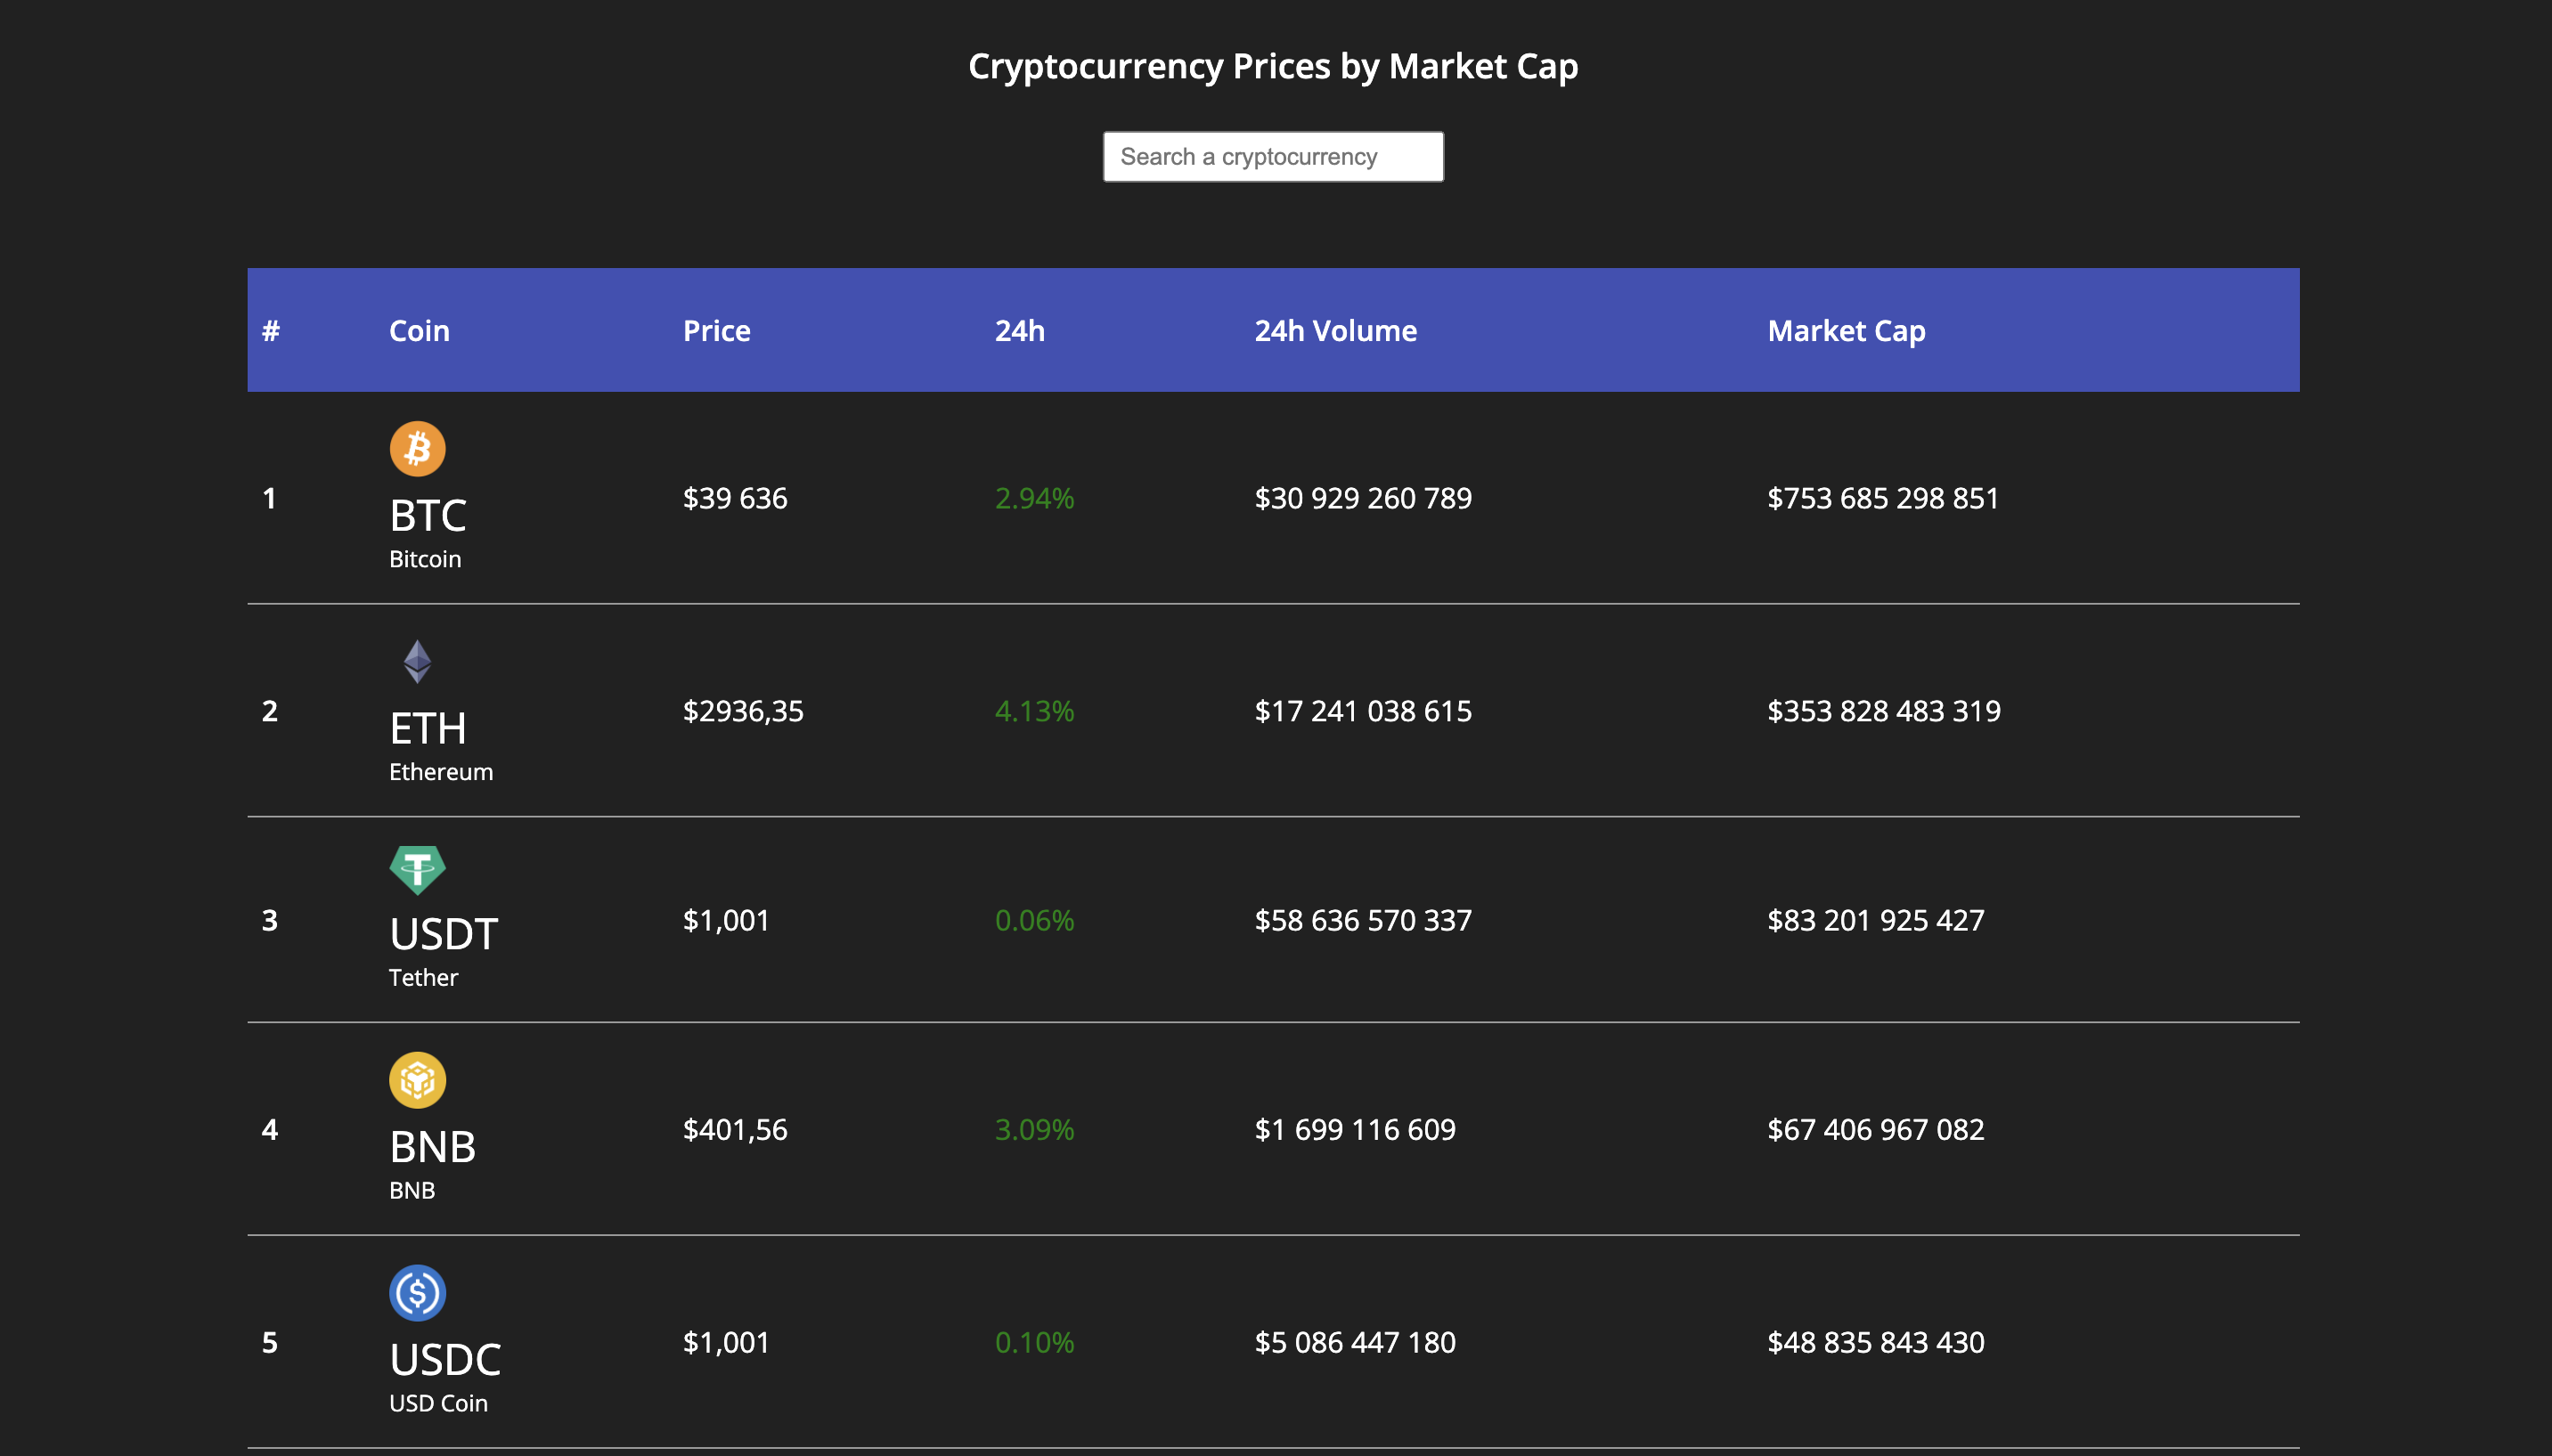 Cryptocurrency Prices by Market Cap
Search a cryptocurrency
# Coin Price 24h 24h Volume Market Cap
1 BTC Bitcoin $39 636 2.94% $30 929 260 789 $753 685 298 851
2 ETH Ethereum $2936,35 4.13% $17 241 038 615 $353 828 483 319
3 USDT Tether $1,001 0.06% $58 636 570 337 $83 201 925 427
4 BNB BNB $401,56 3.09% $1 699 116 609 $67 406 967 082
5 USDC USD Coin $1,001 0.10% $5 086 447 180 $48 835 843 430